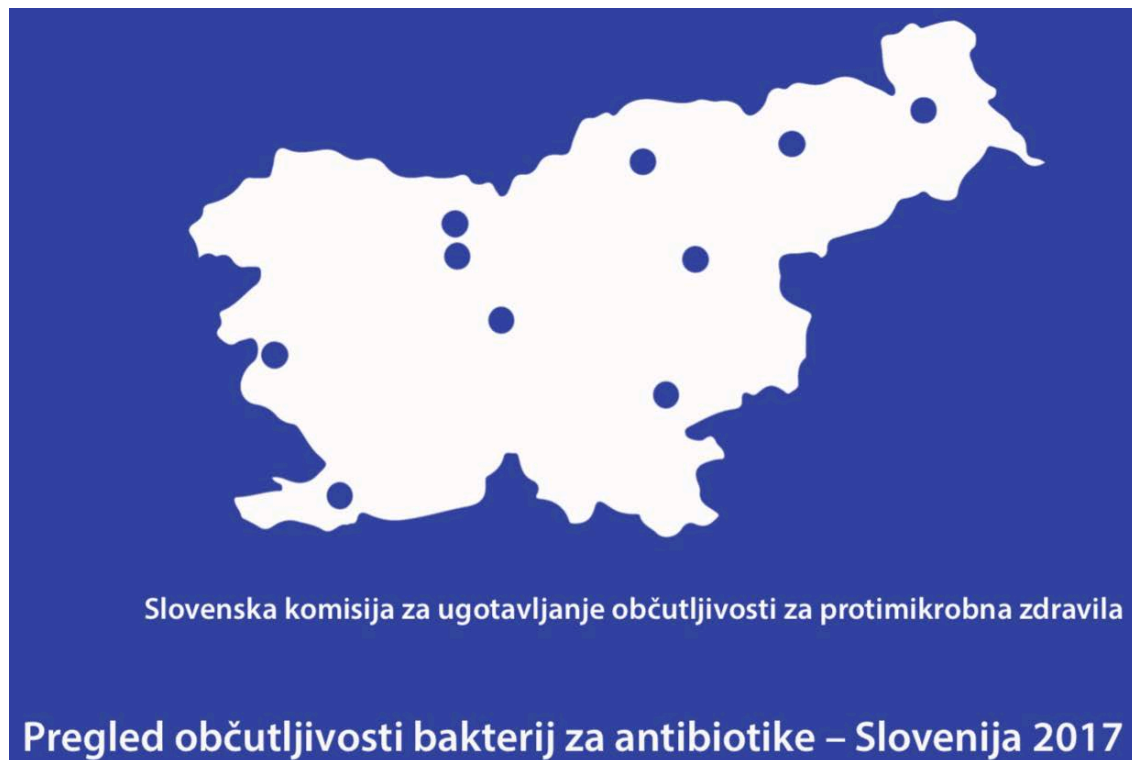 Slovenska komisija za ugotavljanje občutljivosti za protimikrobna zdravila
Pregled občutljivosti bakterij za antibiotike – Slovenija 2017